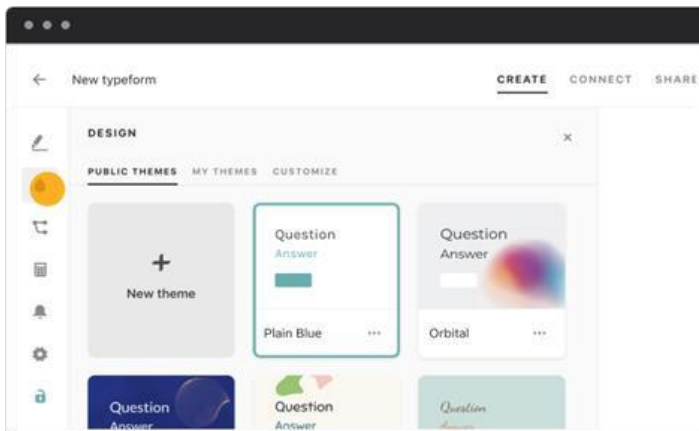 New typeform
CREATE CONNECT SHARE
DESIGN
PUBLIC THEMES MY THEMES CUSTOMIZE
New theme
Question
Answer
Plain Blue
Question
Answer
Orbital
Question
Answer
Question
Answer
Question
Answer